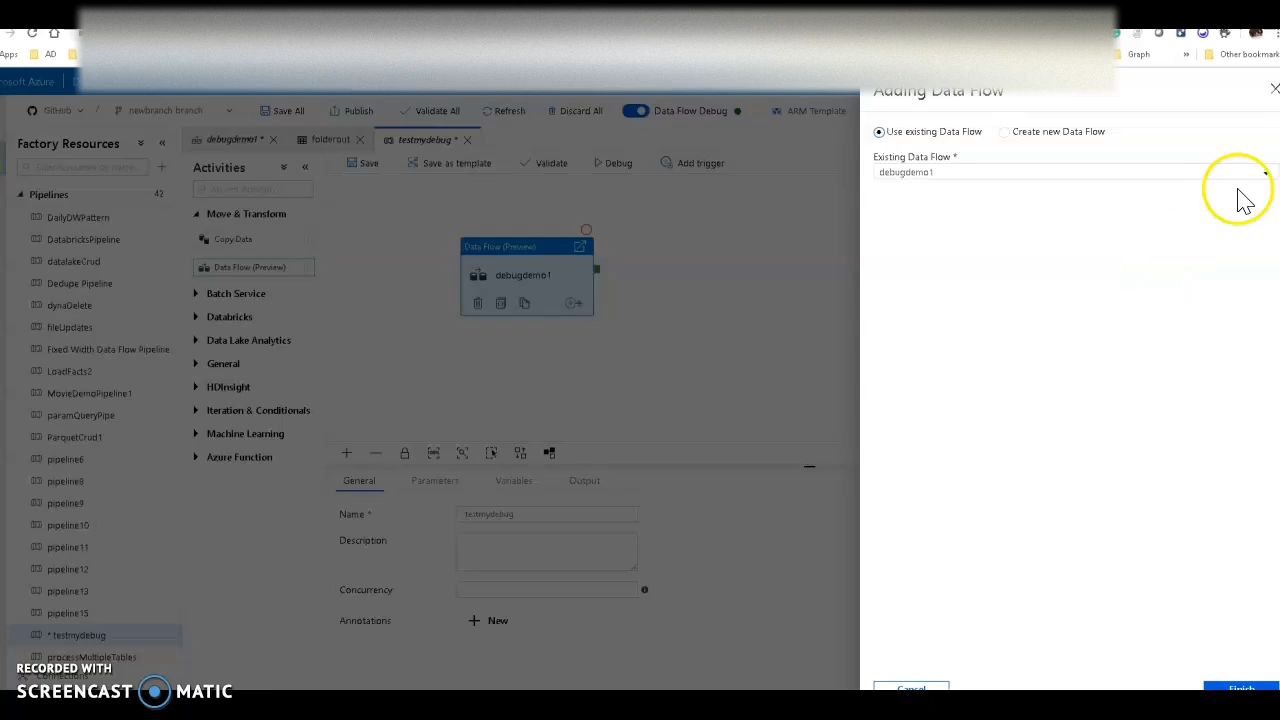 Apps AD Graph » Other bookmark
rosoft Azure
Adding Data Flow
GitHub newbranch branch Save All Publish Validate All Refresh Discard All Data Flow Debug ARM Template
Use existing Data Flow Create new Data Flow
Factory Resources « debugdemo1 * folderout testmydebug *
Existing Data Flow *
debugdemo1
Activities «
Save Save as template Validate Debug Add trigger
Pipelines 42
Move & Transform
DailyDWPattern
Copy Data
DatabricksPipeline
datalakeCrud
Data Flow (Preview)
Dedupe Pipeline
Batch Service
dynaDelete
Databricks
fileUpdates
Data Lake Analytics
Fixed Width Data Flow Pipeline
General
LoadFacts2
HDInsight
MovieDemoPipeline1
Iteration & Conditionals
paramQueryPipe
Machine Learning
ParquetCrud1
Azure Function
pipeline6
pipeline8
pipeline9
pipeline10
pipeline11
pipeline12
pipeline13
pipeline15
* testmydebug
processMultipleTables
Connections
Data Flow (Preview)
debugdemo1
General Parameters Variables Output
Name * testmydebug
Description
Concurrency
Annotations + New
Cancel Finish
RECORDED WITH
SCREENCAST MATIC